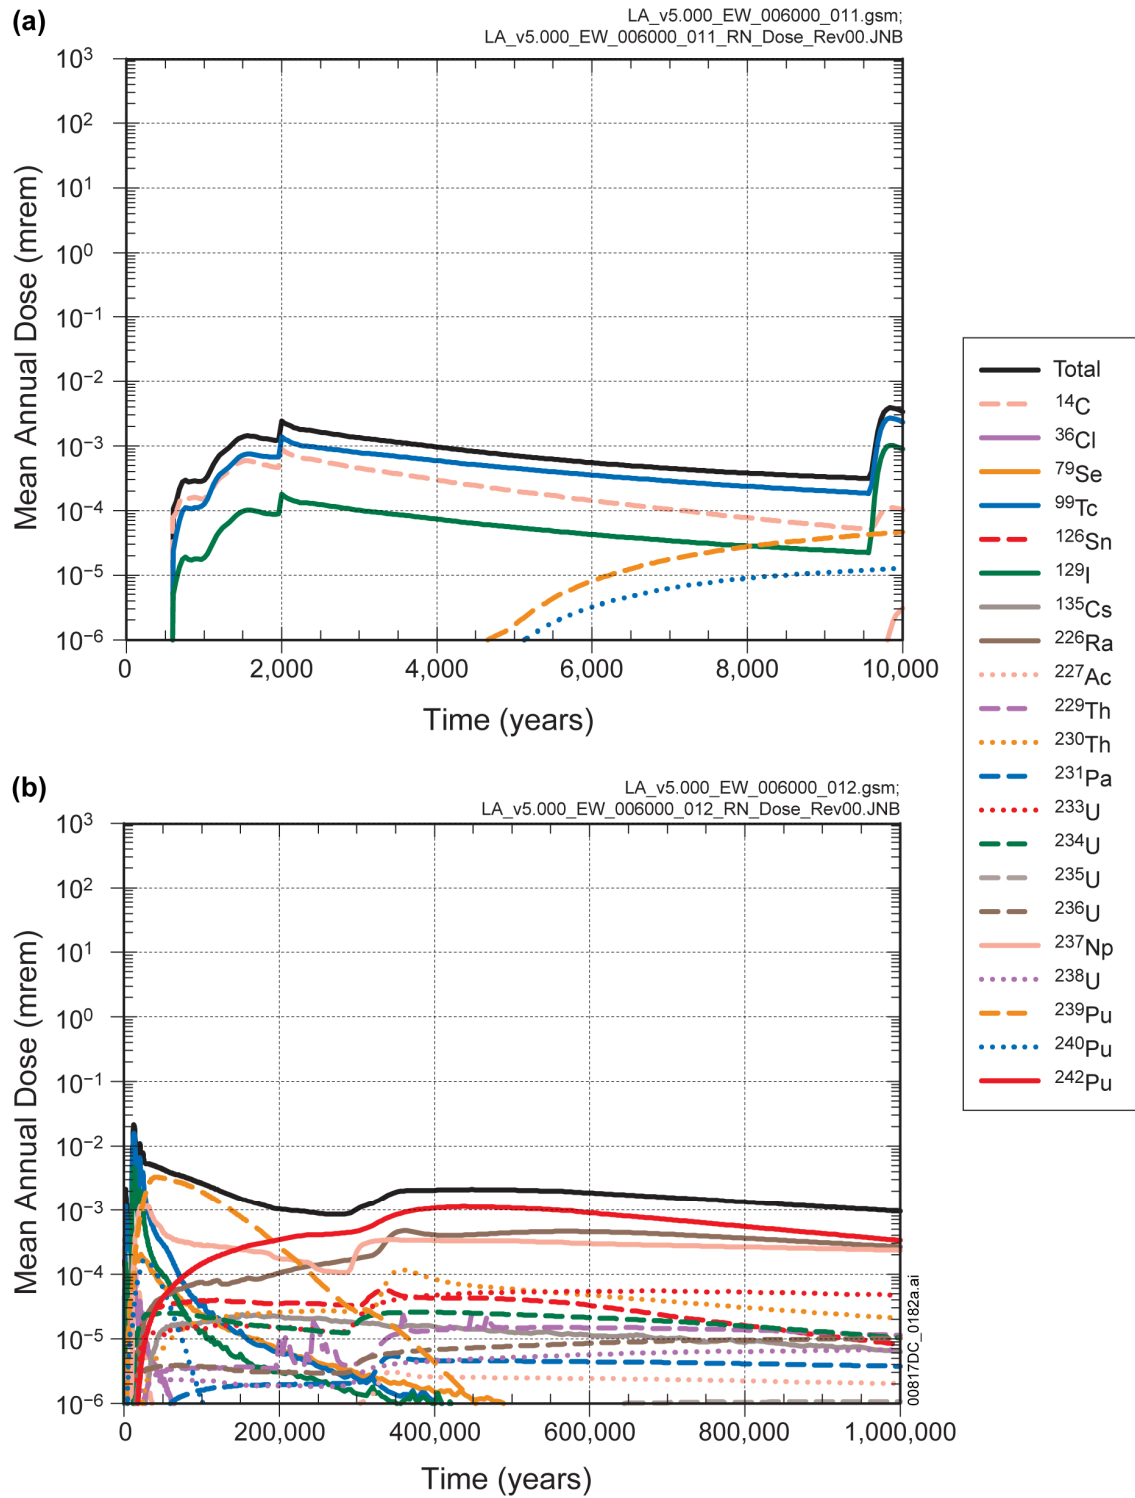 (a)
LA_v5.000_EW_006000_011.gsm;
LA_v5.000_EW_006000_011_RN_Dose_Rev00.JNB
10³
10²
10¹
10⁰
10⁻¹
10⁻²
10⁻³
10⁻⁴
10⁻⁵
10⁻⁶
Mean Annual Dose (mrem)
0 2,000 4,000 6,000 8,000 10,000
Time (years)
Total
¹⁴C
³⁶Cl
⁷⁹Se
⁹⁹Tc
¹²⁶Sn
¹²⁹I
¹³⁵Cs
²²⁶Ra
²²⁷Ac
²²⁹Th
²³⁰Th
²³¹Pa
²³³U
²³⁴U
²³⁵U
²³⁶U
²³⁷Np
²³⁸U
²³⁹Pu
²⁴⁰Pu
²⁴²Pu
(b)
LA_v5.000_EW_006000_012.gsm;
LA_v5.000_EW_006000_012_RN_Dose_Rev00.JNB
10³
10²
10¹
10⁰
10⁻¹
10⁻²
10⁻³
10⁻⁴
10⁻⁵
10⁻⁶
Mean Annual Dose (mrem)
0 200,000 400,000 600,000 800,000 1,000,000
Time (years)
00817DC_0182a.ai